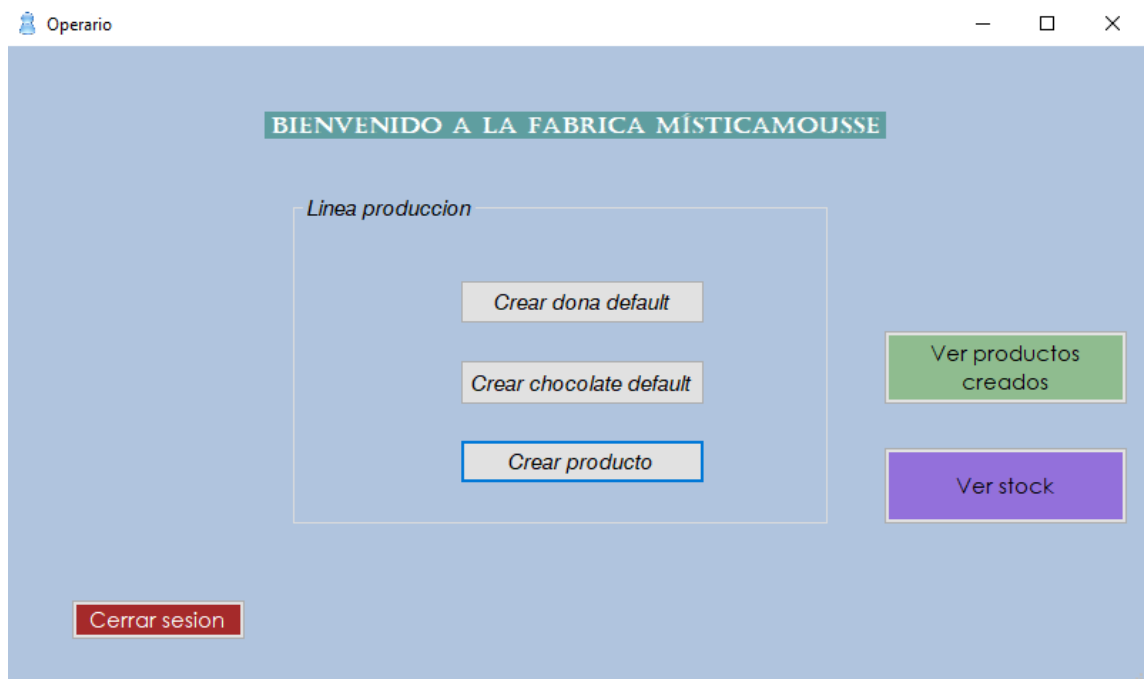 Operario
BIENVENIDO A LA FABRICA MÍSTICAMOUSSE
Linea produccion
Crear dona default
Crear chocolate default
Crear producto
Ver productos
creados
Ver stock
Cerrar sesion